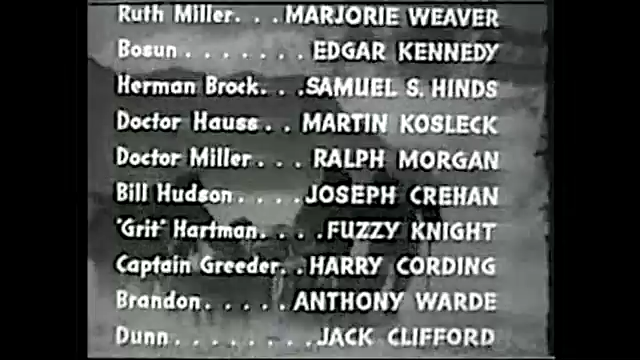 Ruth Miller. . . MARJORIE WEAVER
Bosun . . . . . . . EDGAR KENNEDY
Herman Brock. . .SAMUEL S. HINDS
Doctor Hauss. . MARTIN KOSLECK
Doctor Miller. . . RALPH MORGAN
Bill Hudson. . . . JOSEPH CREHAN
"Grit" Hartman. . . . FUZZY KNIGHT
Captain Greeder. . HARRY CORDING
Brandon. . . . . ANTHONY WARDE
Dunn. . . . . . . . JACK CLIFFORD